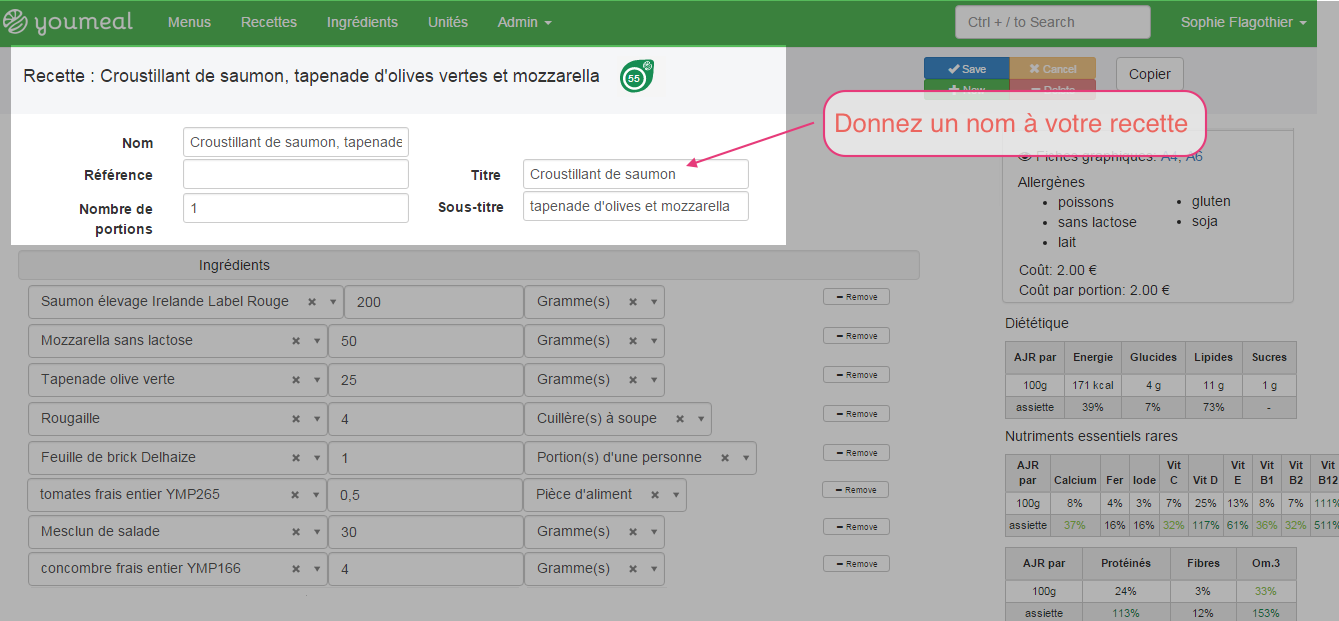 youmeal Menus Recettes Ingrédients Unités Admin Ctrl + / to Search Sophie Flagothier
Recette : Croustillant de saumon, tapenade d'olives vertes et mozzarella 55
Save Cancel Copier
New Delete
Donnez un nom à votre recette
Nom Croustillant de saumon, tapenade
Référence Titre Croustillant de saumon
Nombre de portions 1 Sous-titre tapenade d'olives et mozzarella
Fiches graphiques: A4, A6
Allergènes
• poissons
• sans lactose
• lait
• gluten
• soja
Coût: 2.00 €
Coût par portion: 2.00 €
Ingrédients
Saumon élevage Irelande Label Rouge 200 Gramme(s) Remove
Mozzarella sans lactose 50 Gramme(s) Remove
Tapenade olive verte 25 Gramme(s) Remove
Rougaille 4 Cuillère(s) à soupe Remove
Feuille de brick Delhaize 1 Portion(s) d'une personne Remove
tomates frais entier YMP265 0,5 Pièce d'aliment Remove
Mesclun de salade 30 Gramme(s) Remove
concombre frais entier YMP166 4 Gramme(s) Remove
Diététique
AJR par Energie Glucides Lipides Sucres
100g 171 kcal 4 g 11 g 1 g
assiette 39% 7% 73% -
Nutriments essentiels rares
AJR par Calcium Fer Iode Vit C Vit D Vit E Vit B1 Vit B2 Vit B12
100g 8% 4% 3% 7% 25% 13% 8% 7% 111%
assiette 37% 16% 16% 32% 117% 61% 36% 32% 511%
AJR par Protéinés Fibres Om.3
100g 24% 3% 33%
assiette 113% 12% 153%